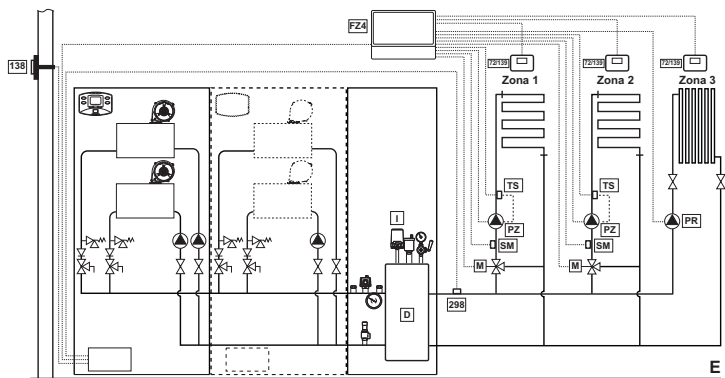 FZ4
138
72/139
72/139
72/139
Zona 1
Zona 2
Zona 3
TS
TS
I
PZ
PZ
PR
SM
SM
M
M
298
D
E